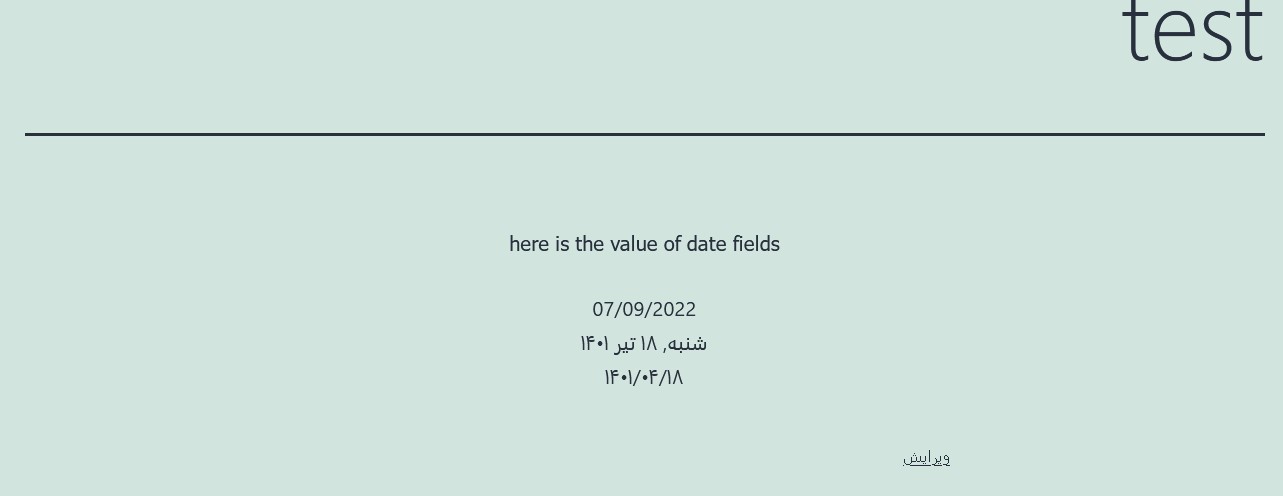 test
here is the value of date fields
07/09/2022
شنبه, ۱۸ تیر ۱۴۰۱
۱۴۰۱/۰۴/۱۸
ویرایش